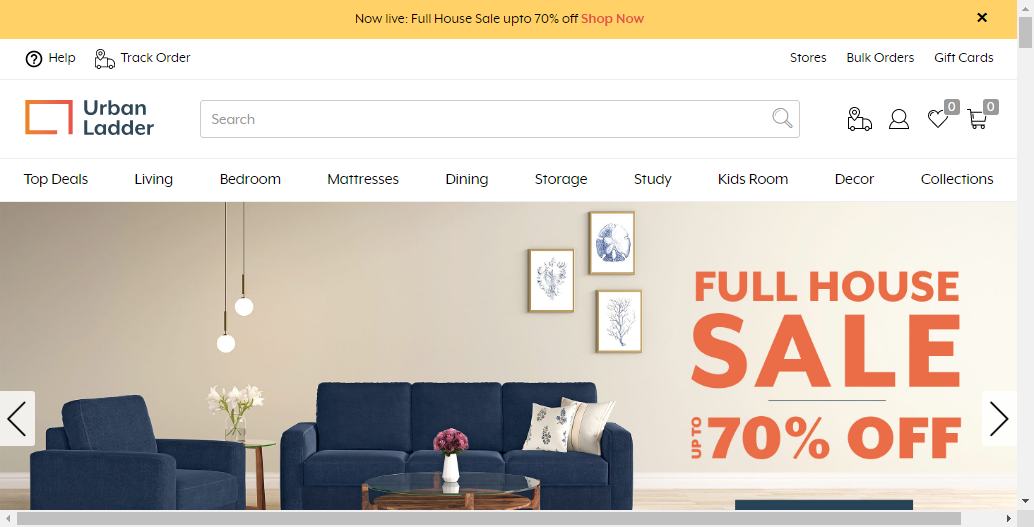 Now live: Full House Sale upto 70% off Shop Now
Help
Track Order
Stores
Bulk Orders
Gift Cards
Urban
Ladder
Search
0
0
Top Deals
Living
Bedroom
Mattresses
Dining
Storage
Study
Kids Room
Decor
Collections
FULL HOUSE
SALE
UP TO 70% OFF